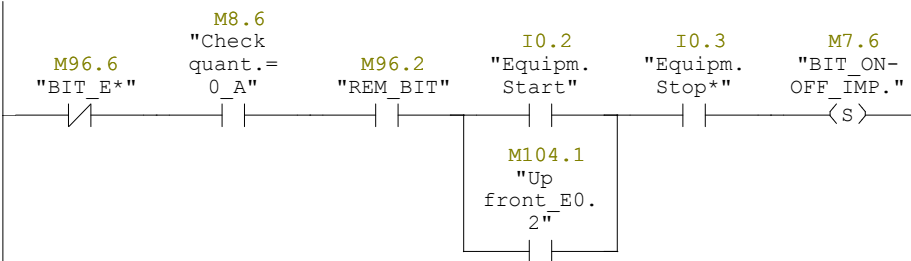 M8.6
"Check
quant.=
0_A"
M96.6
"BIT_E*"
M96.2
"REM_BIT"
I0.2
"Equipm.
Start"
I0.3
"Equipm.
Stop*"
M7.6
"BIT_ON-
OFF_IMP."
S
M104.1
"Up
front_E0.
2"